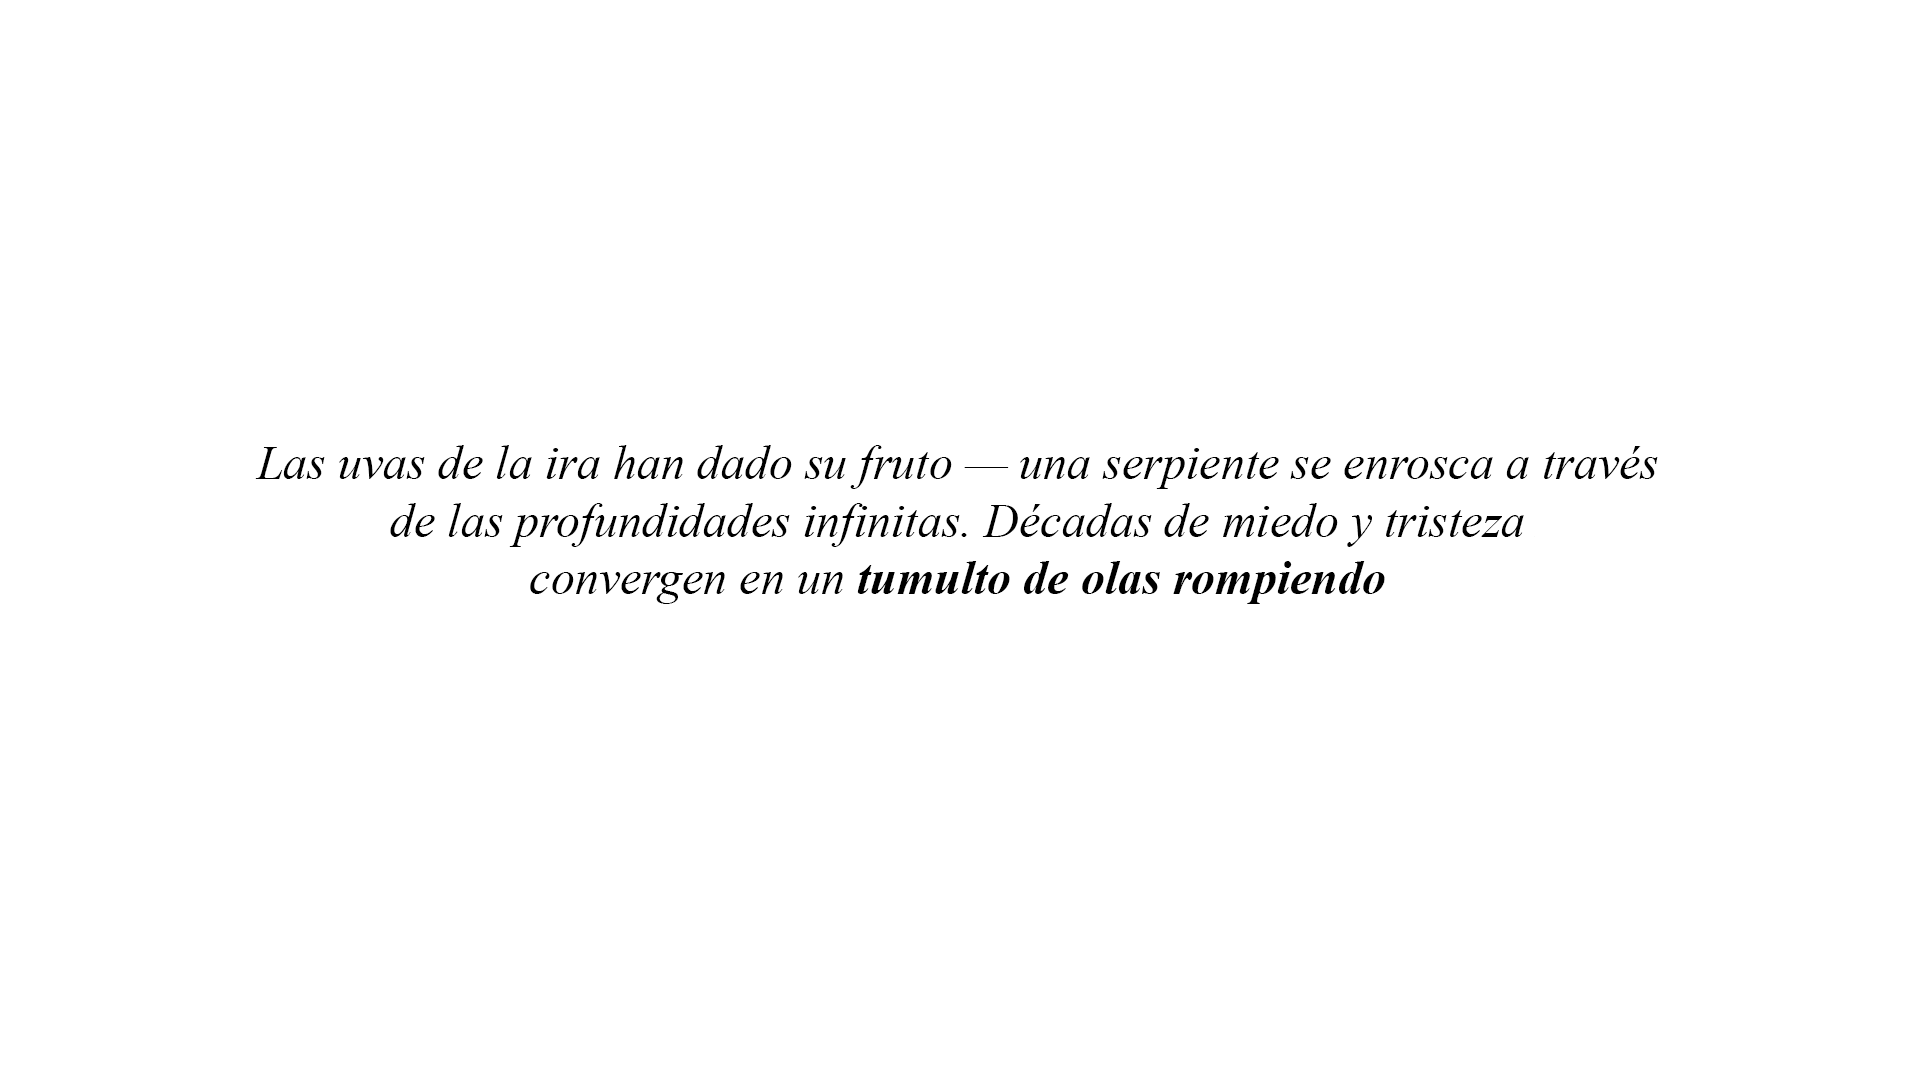 Las uvas de la ira han dado su fruto — una serpiente se enrosca a través
de las profundidades infinitas. Décadas de miedo y tristeza
convergen en un tumulto de olas rompiendo